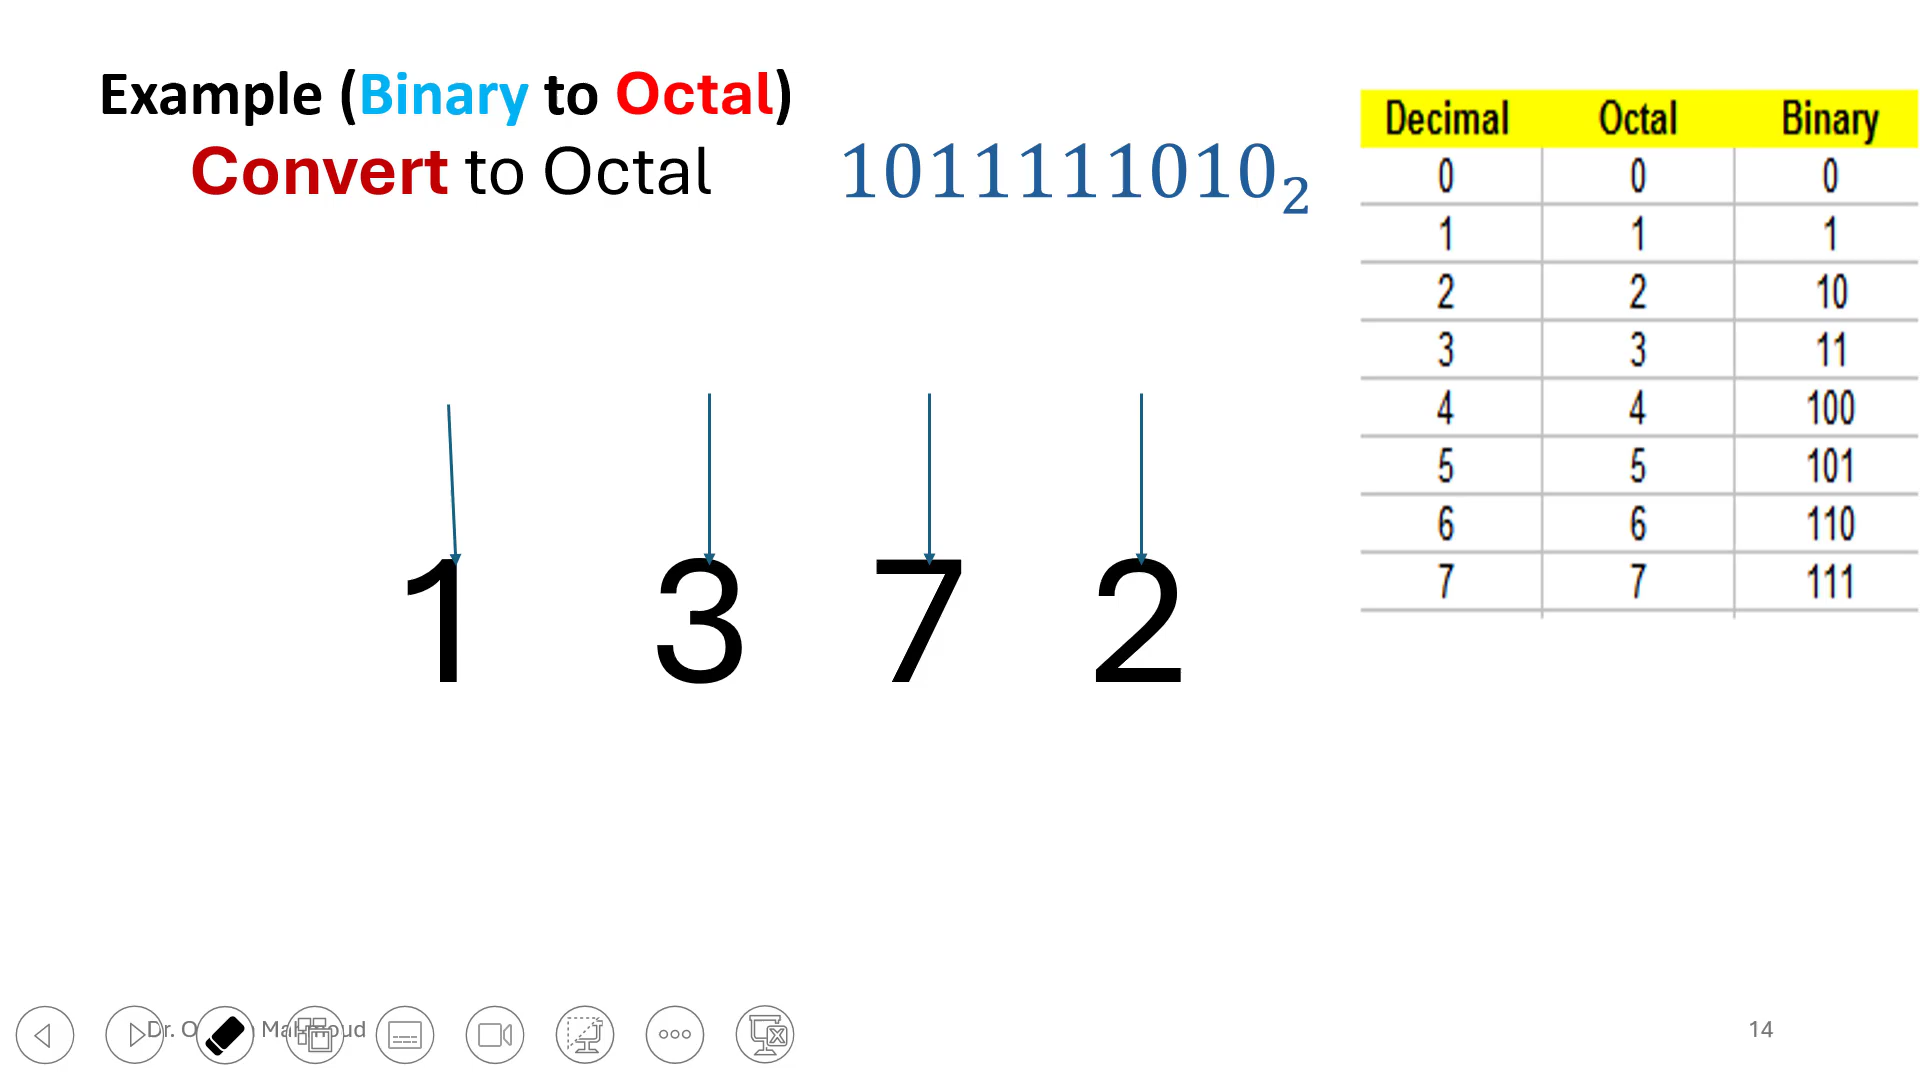 Example (Binary to Octal)
Convert to Octal
1011111010₂
1 3 7 2
Decimal Octal Binary
0 0 0
1 1 1
2 2 10
3 3 11
4 4 100
5 5 101
6 6 110
7 7 111
Dr.
14